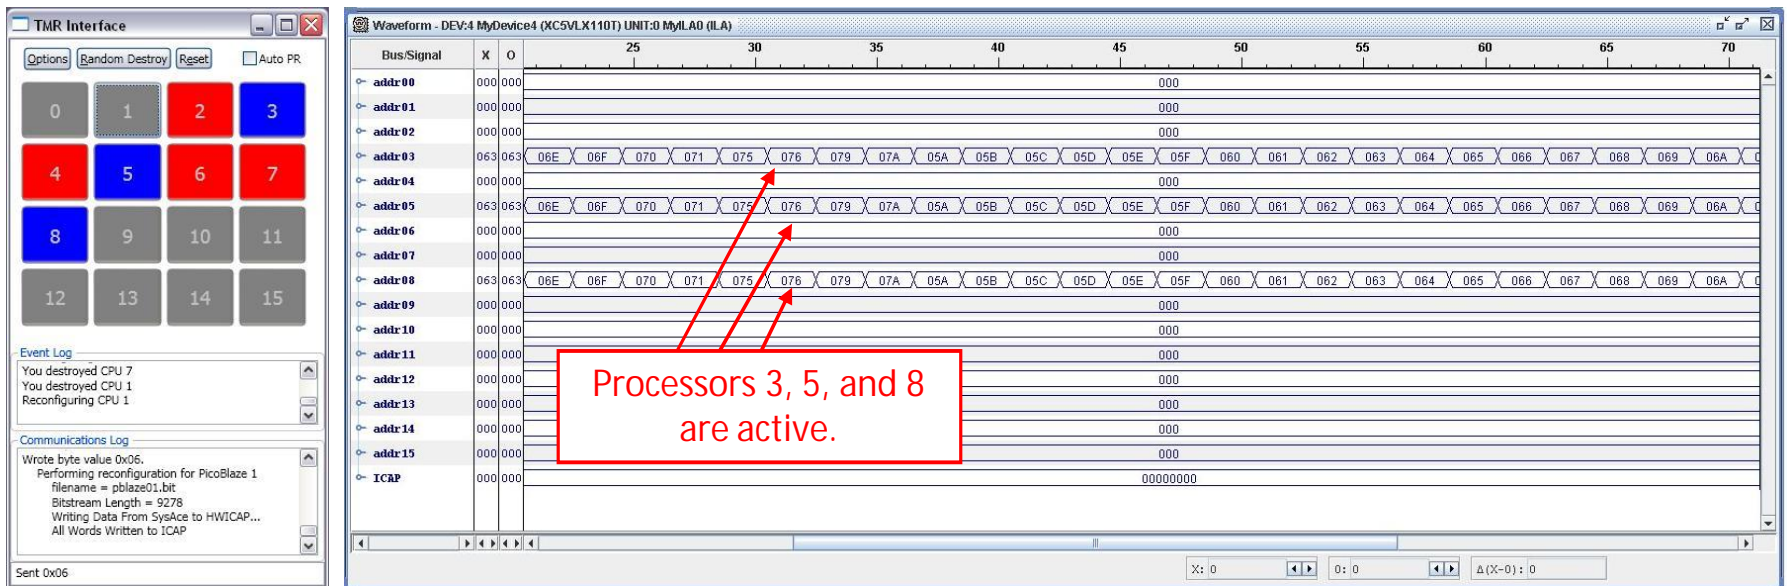 TMR Interface
Options Random Destroy Reset Auto PR
0 1 2 3
4 5 6 7
8 9 10 11
12 13 14 15
Event Log
You destroyed CPU 7
You destroyed CPU 1
Reconfiguring CPU 1
Communications Log
Wrote byte value 0x06.
Performing reconfiguration for PicoBlaze 1
filename = pblaze01.bit
Bitstream Length = 9278
Writing Data From SysAce to HWICAP...
All Words Written to ICAP
Sent 0x06
Waveform - DEV:4 MyDevice4 (XC5VLX110T) UNIT:0 MyILA0 (ILA)
Bus/Signal X O 25 30 35 40 45 50 55 60 65 70
addr00 000 000 000
addr01 000 000 000
addr02 000 000 000
addr03 063 063 06E 06F 070 071 075 076 079 07A 05A 05B 05C 05D 05E 05F 060 061 062 063 064 065 066 067 068 069 06A
addr04 000 000 000
addr05 063 063 06E 06F 070 071 075 076 079 07A 05A 05B 05C 05D 05E 05F 060 061 062 063 064 065 066 067 068 069 06A
addr06 000 000 000
addr07 000 000 000
addr08 063 063 06E 06F 070 071 075 076 079 07A 05A 05B 05C 05D 05E 05F 060 061 062 063 064 065 066 067 068 069 06A
addr09 000 000 000
addr10 000 000 000
addr11 000 000 000
addr12 000 000 000
addr13 000 000 000
addr14 000 000 000
addr15 000 000 000
ICAP 000 000 00000000
Processors 3, 5, and 8
are active.
X: 0 O: 0 Δ(X-O): 0